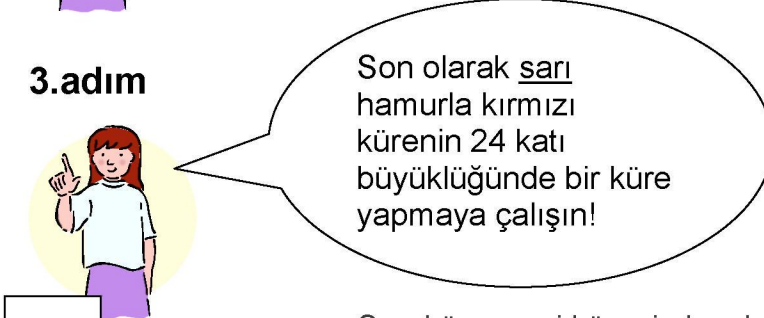 3.adım
Son olarak sarı
hamurla kırmızı
kürenin 24 katı
büyüklüğünde bir küre
yapmaya çalışın!